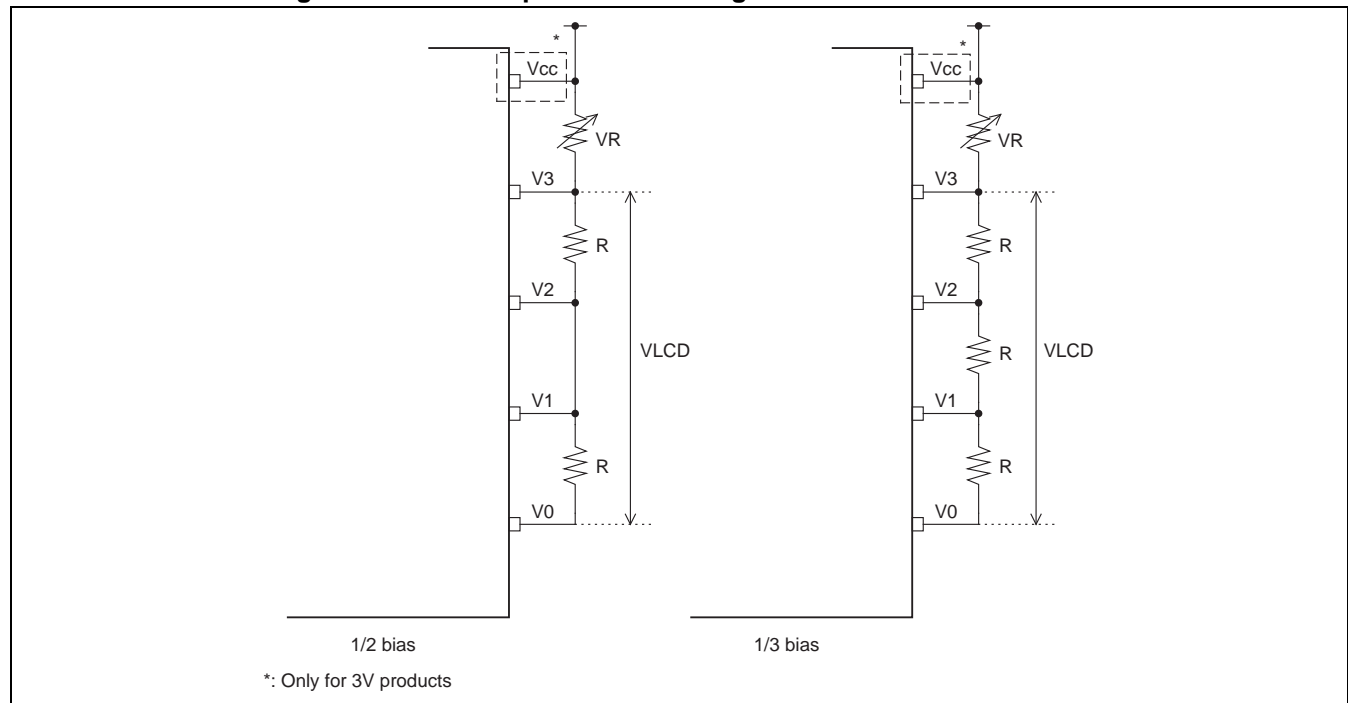 * *
Vcc Vcc
VR VR
V3 V3
R R
V2 V2
VLCD R VLCD
V1 V1
R R
V0 V0
1/2 bias 1/3 bias
*: Only for 3V products